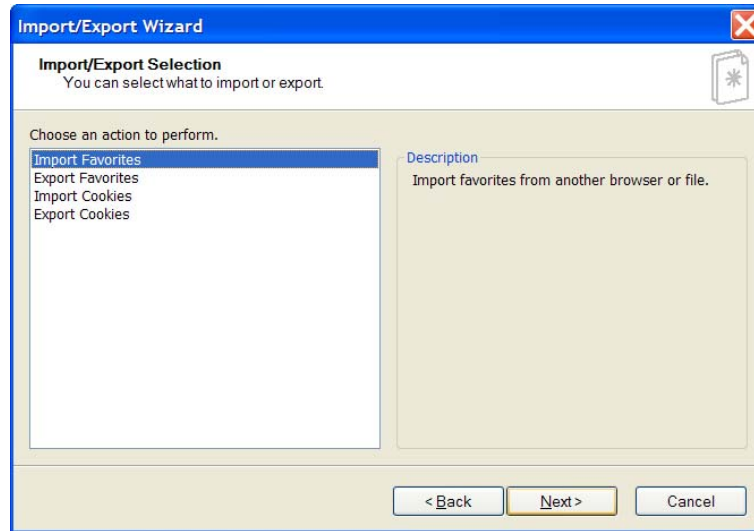 Import/Export Wizard
Import/Export Selection
You can select what to import or export.
Choose an action to perform.
Import Favorites
Export Favorites
Import Cookies
Export Cookies
Description
Import favorites from another browser or file.
< Back
Next >
Cancel